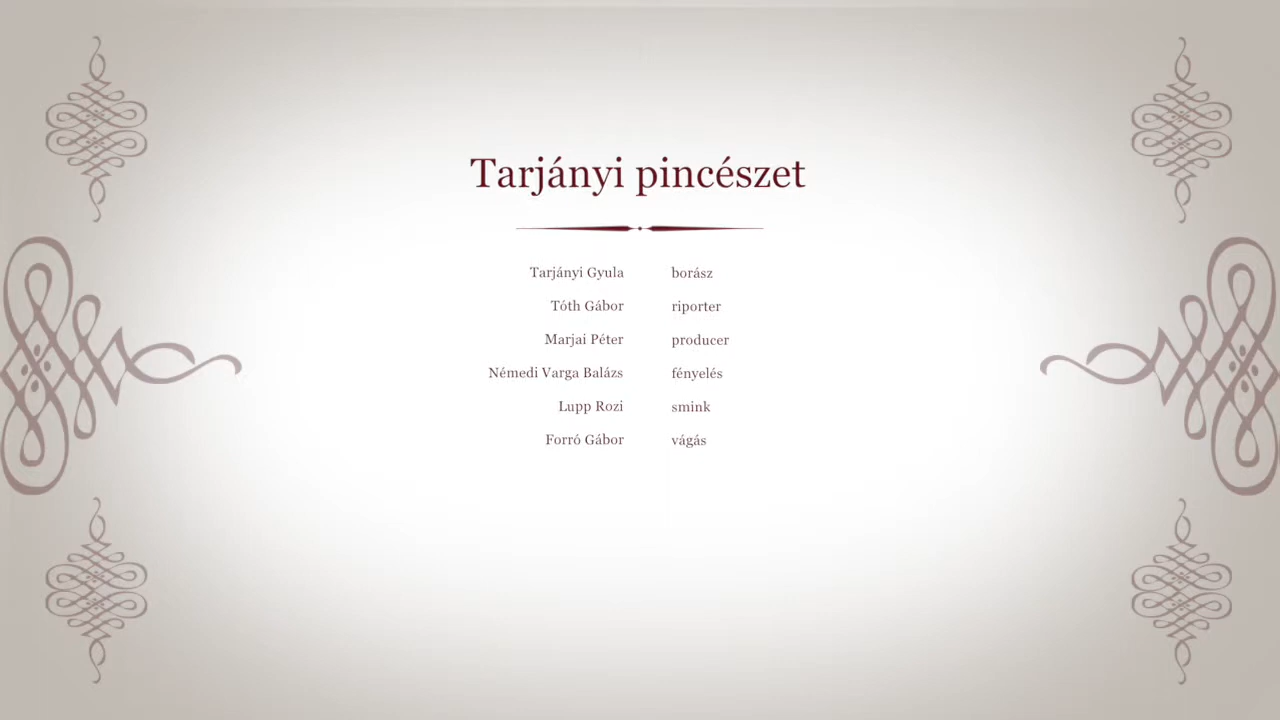 Tarjányi pincészet
Tarjányi Gyula borász
Tóth Gábor riporter
Marjai Péter producer
Némedi Varga Balázs fényelés
Lupp Rozi smink
Forró Gábor vágás